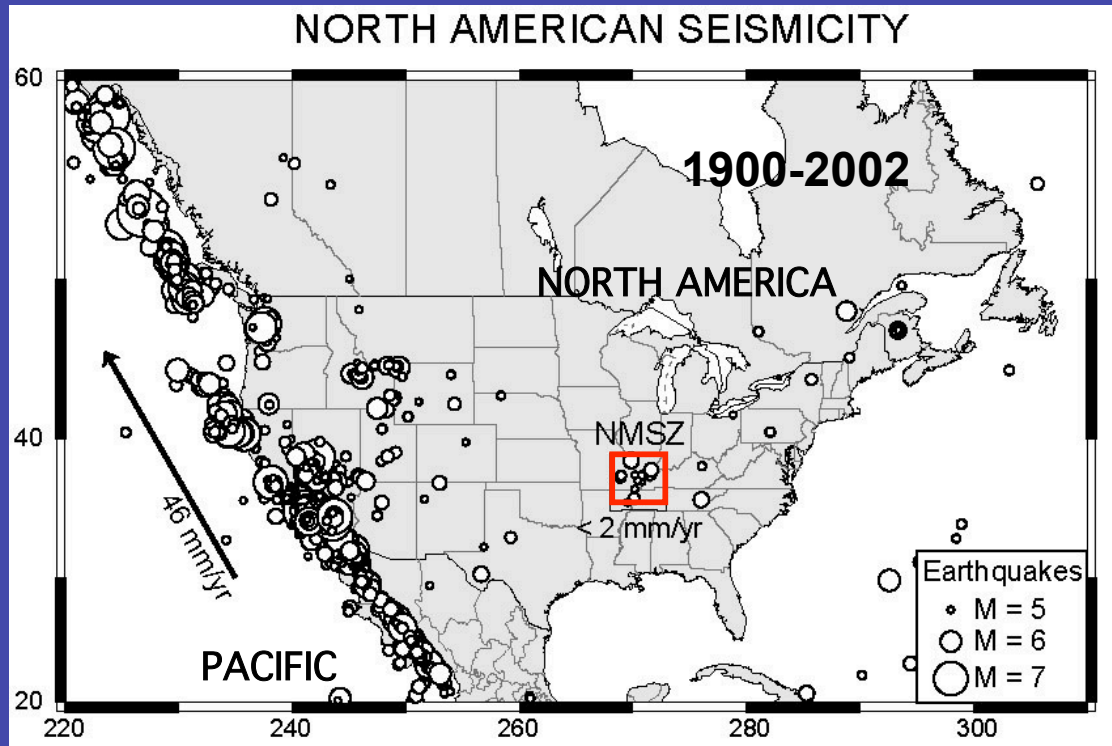 NORTH AMERICAN SEISMICITY
60
1900-2002
NORTH AMERICA
40
NMSZ
46 mm/yr
< 2 mm/yr
Earthquakes
M = 5
M = 6
M = 7
PACIFIC
20
220 240 260 280 300